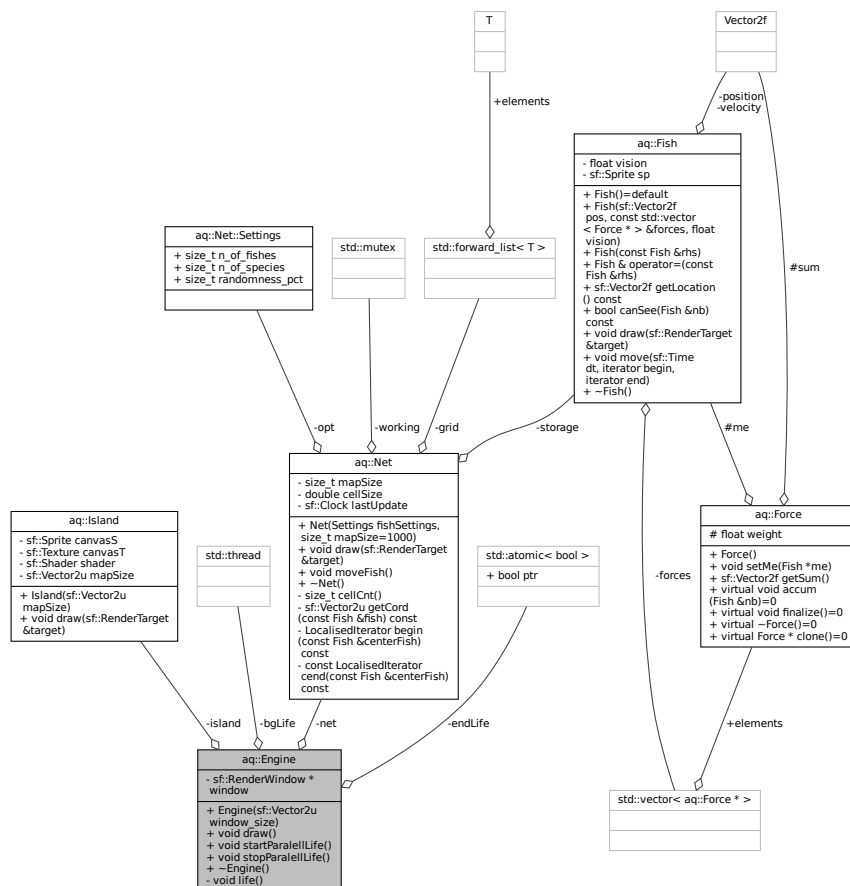 T
Vector2f
+elements
-position
-velocity
aq::Fish
- float vision
- sf::Sprite sp
+ Fish()=default
+ Fish(sf::Vector2f
pos, const std::vector
< Force * > &forces, float
vision)
+ Fish(const Fish &rhs)
+ Fish & operator=(const
Fish &rhs)
+ sf::Vector2f getLocation
() const
+ bool canSee(Fish &nb)
const
+ void draw(sf::RenderTarget
&target)
+ void move(sf::Time
dt, iterator begin,
iterator end)
+ ~Fish()
aq::Net::Settings
+ size_t n_of_fishes
+ size_t n_of_species
+ size_t randomness_pct
std::mutex
std::forward_list< T >
#sum
-opt
-working
-grid
-storage
#me
aq::Net
- size_t mapSize
- double cellSize
- sf::Clock lastUpdate
+ Net(Settings fishSettings,
size_t mapSize=1000)
+ void draw(sf::RenderTarget
&target)
+ void moveFish()
+ ~Net()
- size_t cellCnt()
- sf::Vector2u getCord
(const Fish &fish) const
- LocalisedIterator begin
(const Fish &centerFish)
const
- const LocalisedIterator
cend(const Fish &centerFish)
const
aq::Island
- sf::Sprite canvasS
- sf::Texture canvasT
- sf::Shader shader
- sf::Vector2u mapSize
+ Island(sf::Vector2u
mapSize)
+ void draw(sf::RenderTarget
&target)
std::thread
std::atomic< bool >
+ bool ptr
aq::Force
# float weight
+ Force()
+ void setMe(Fish *me)
+ sf::Vector2f getSum()
+ virtual void accum
(Fish &nb)=0
+ virtual void finalize()=0
+ virtual ~Force()=0
+ virtual Force * clone()=0
-forces
-island
-bgLife
-net
-endLife
+elements
aq::Engine
- sf::RenderWindow *
window
+ Engine(sf::Vector2u
window_size)
+ void draw()
+ void startParalellLife()
+ void stopParalellLife()
+ ~Engine()
- void life()
std::vector< aq::Force * >